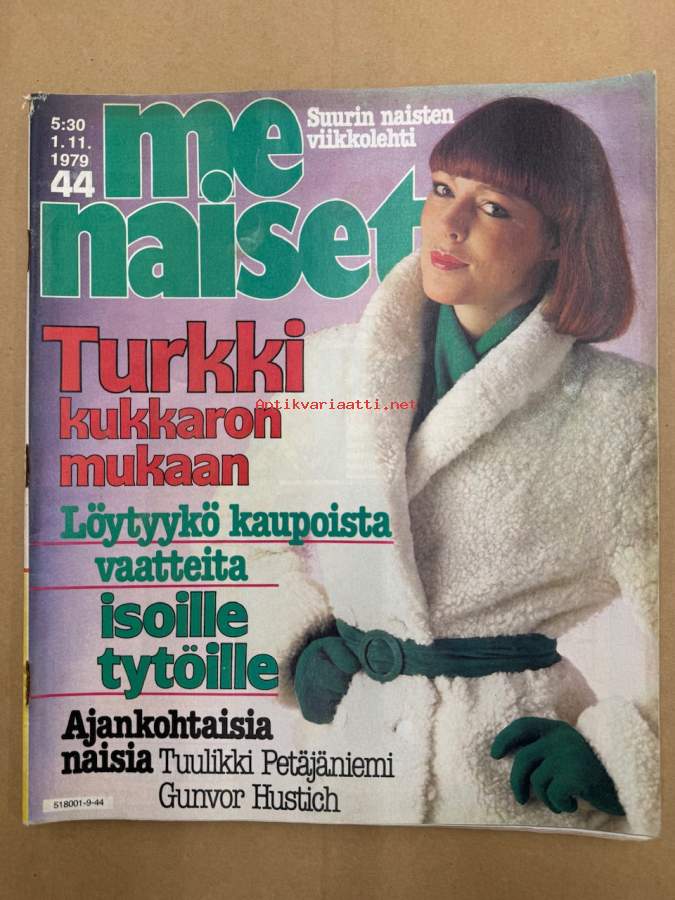 5:30
1.11.
1979
44
me
naiset
Suurin naisten
viikkolehti
Turkki
kukkaron
mukaan
Antikvariaatti.net
Löytyykö kaupoista
vaatteita
isoille
tytöille
Ajankohtaisia
naisia Tuulikki Petäjäniemi
Gunvor Hustich
518001-9-44